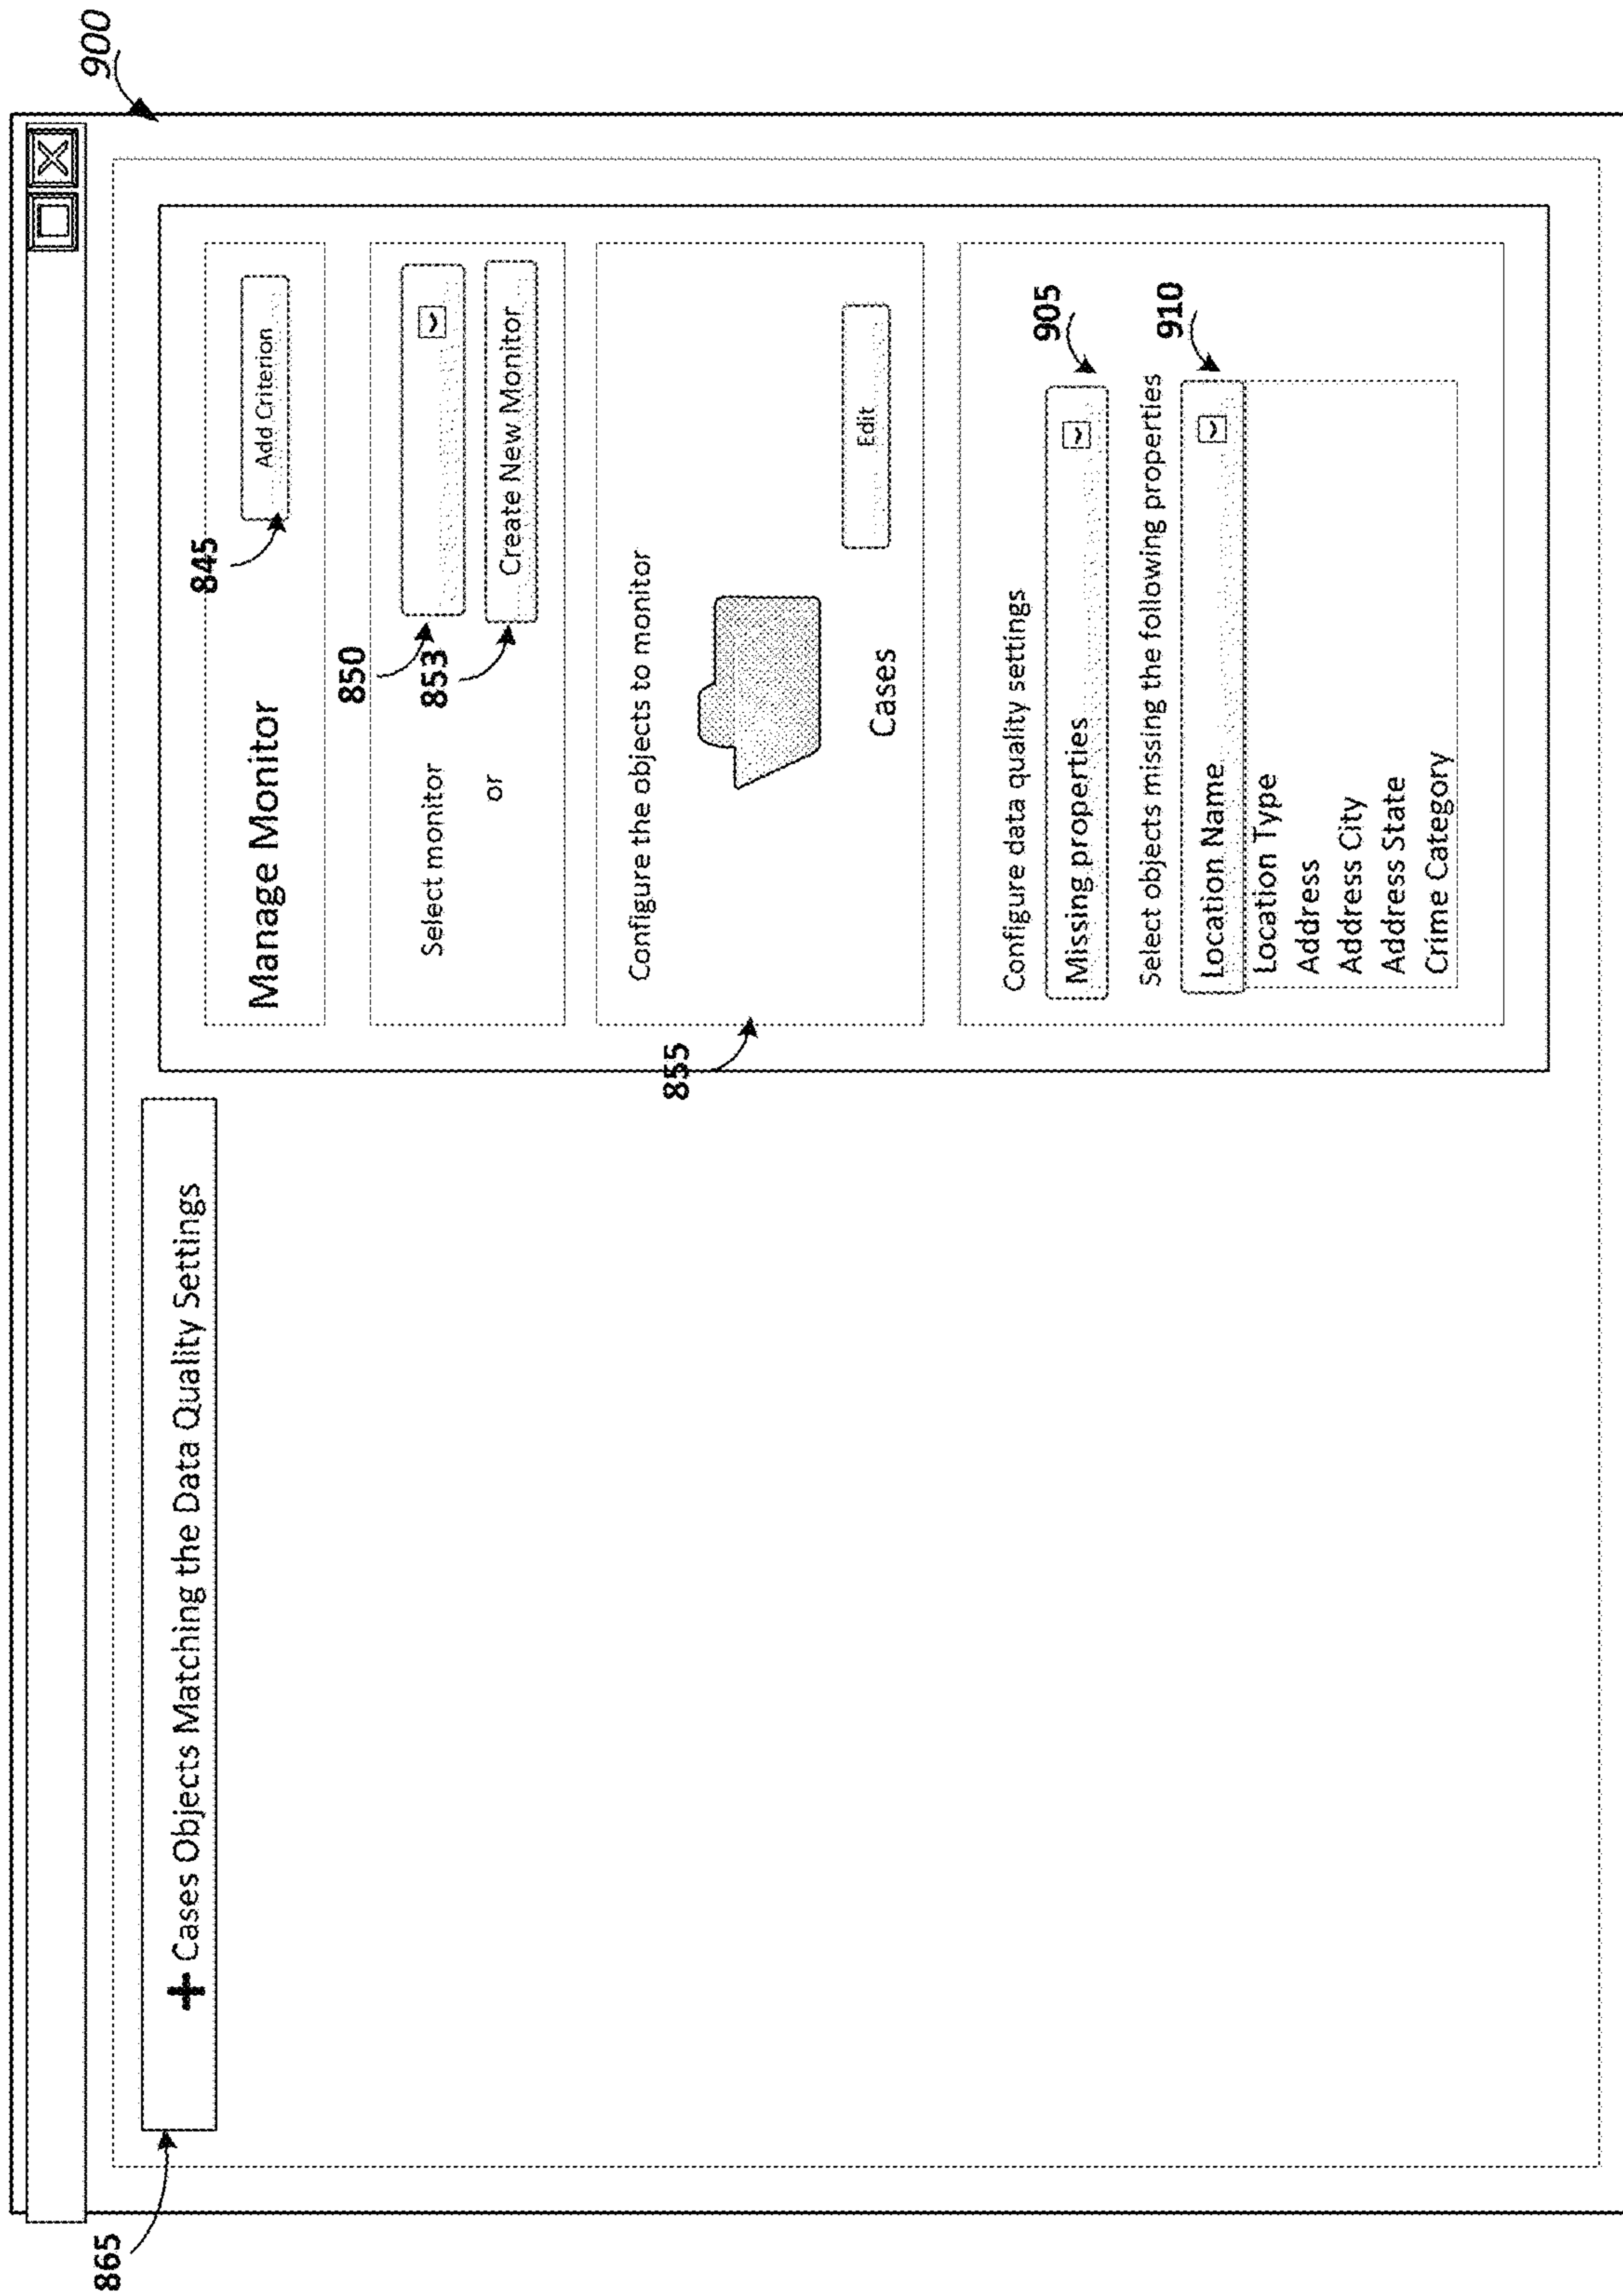 900
865
+ Cases Objects Matching the Data Quality Settings
845
Manage Monitor
Add Criterion
850
Select monitor
853
or
Create New Monitor
855
Configure the objects to monitor
Cases
Edit
Configure data quality settings
905
Missing properties
Select objects missing the following properties
910
Location Name
Location Type
Address
Address City
Address State
Crime Category